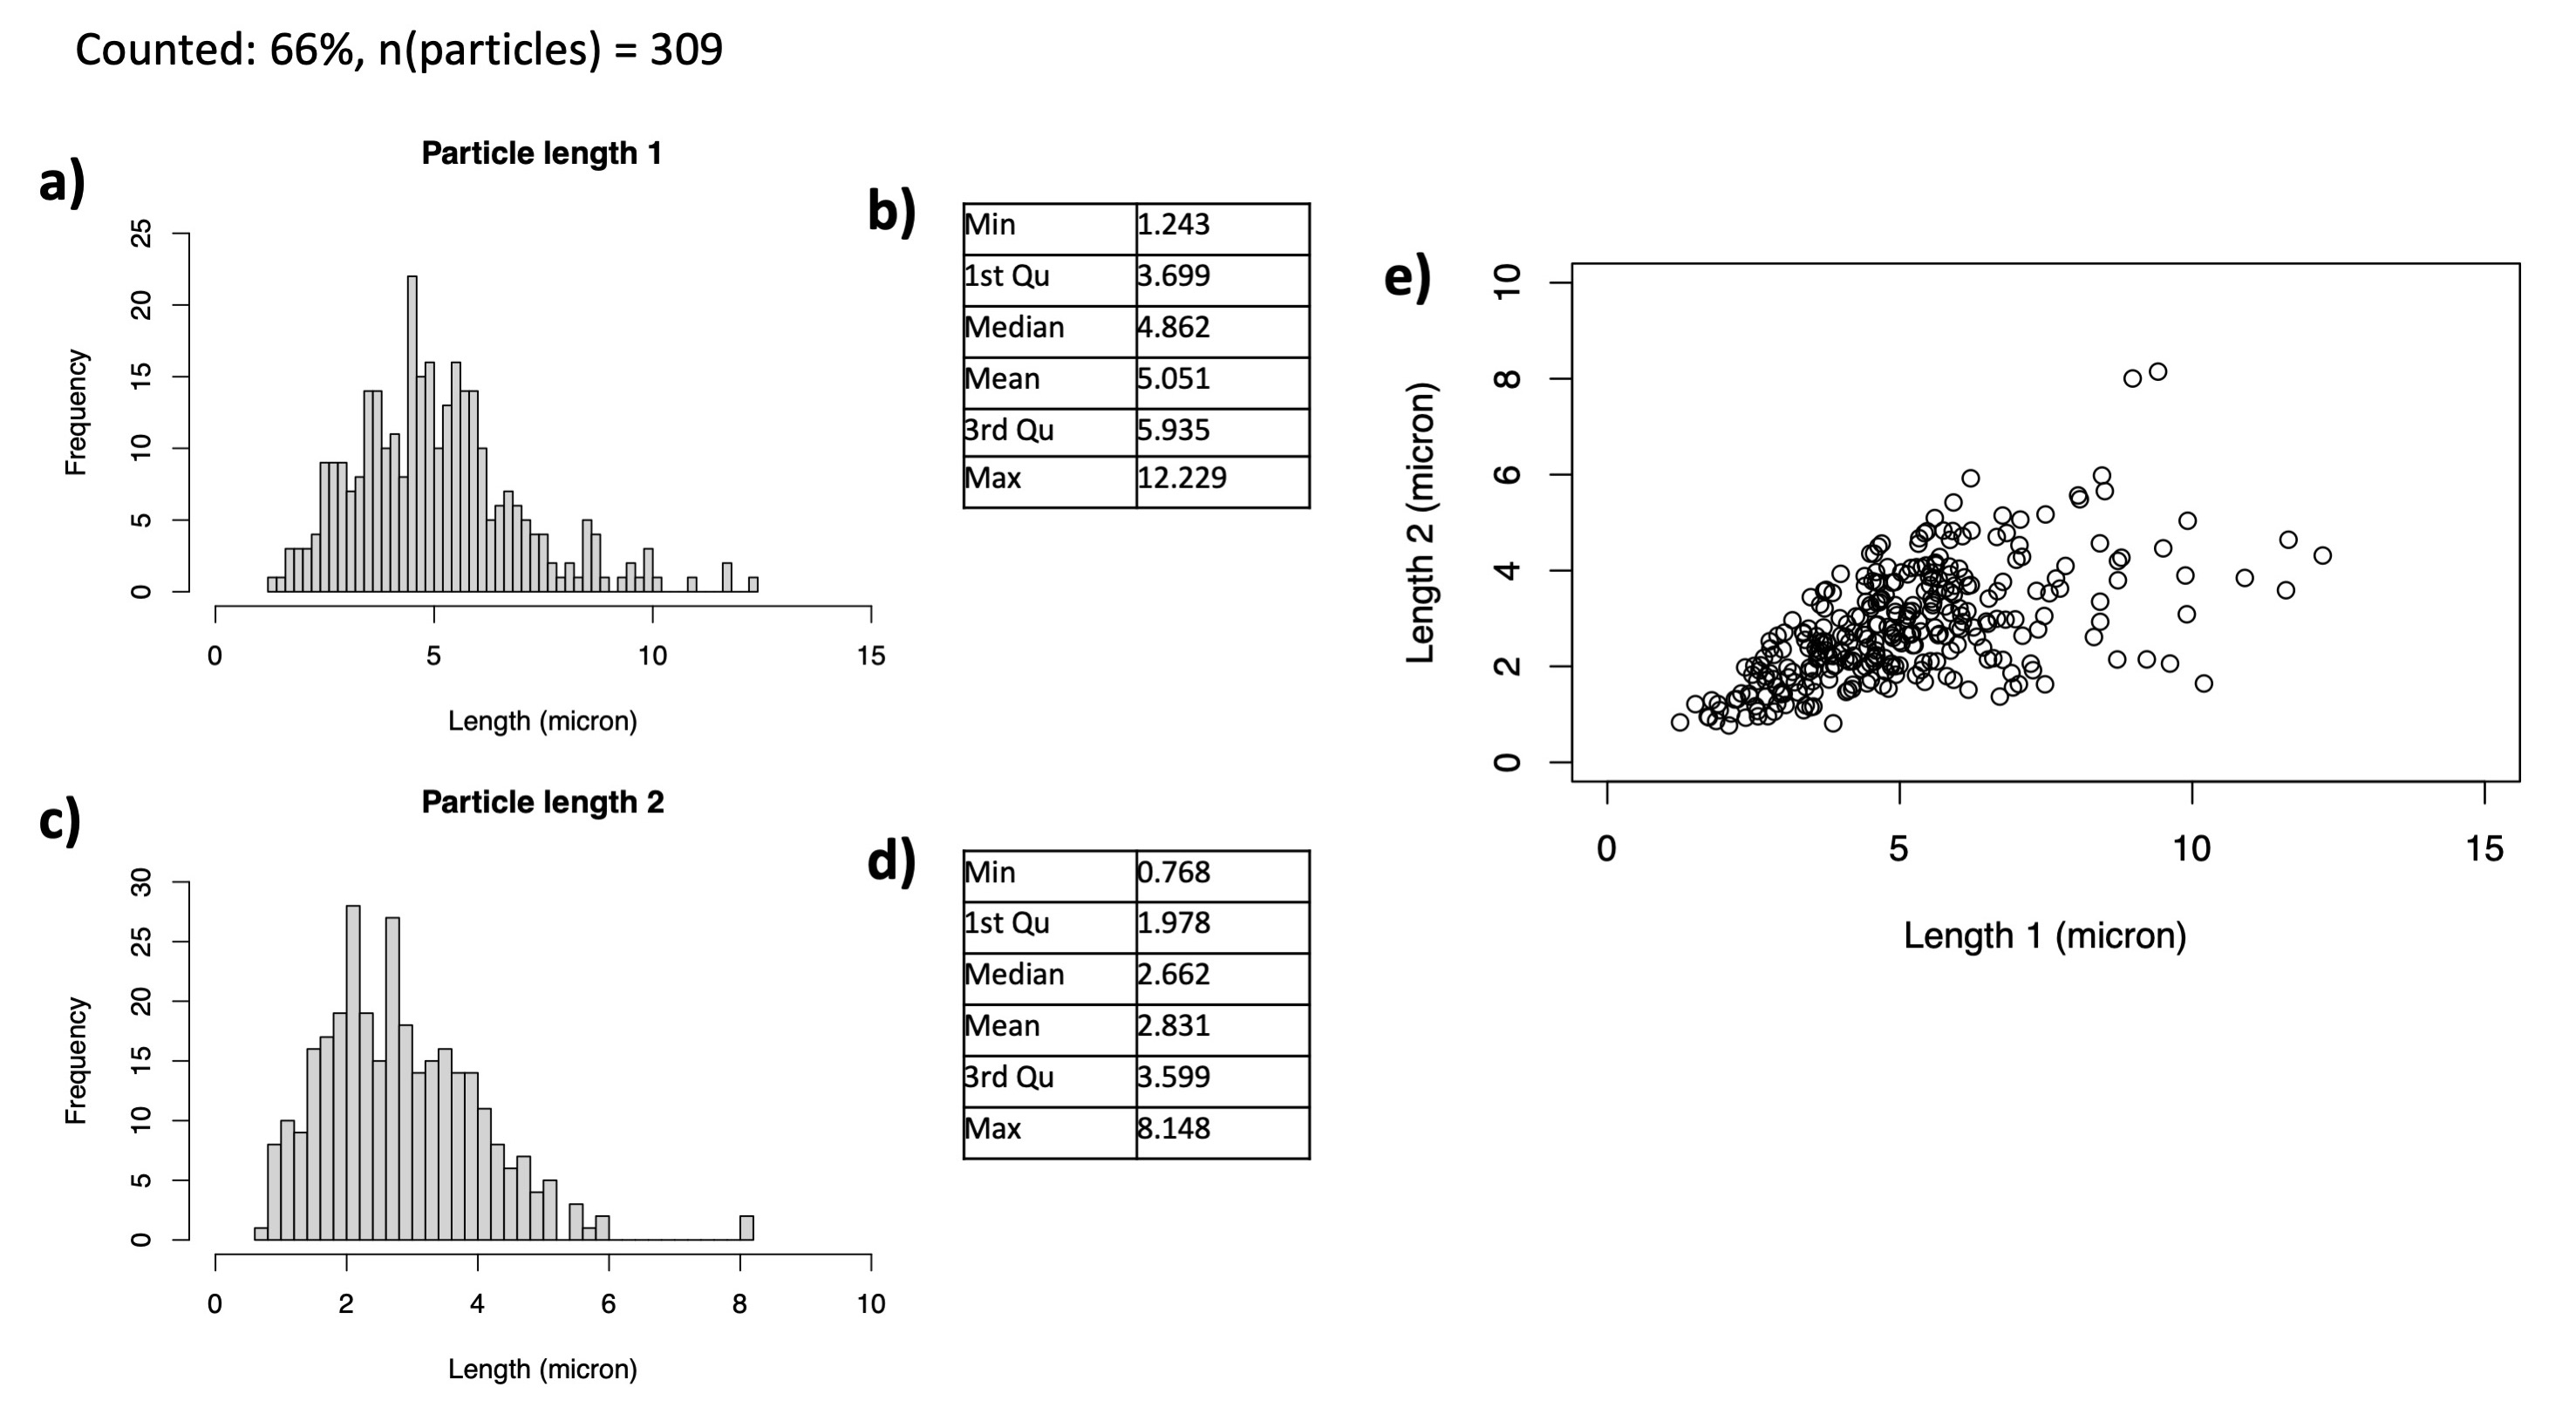 Counted: 66%, n(particles) = 309
a)
Particle length 1
Frequency
0 5 10 15 20 25
0 5 10 15
Length (micron)
b)
Min 1.243
1st Qu 3.699
Median 4.862
Mean 5.051
3rd Qu 5.935
Max 12.229
c)
Particle length 2
Frequency
0 5 10 15 20 25 30
0 2 4 6 8 10
Length (micron)
d)
Min 0.768
1st Qu 1.978
Median 2.662
Mean 2.831
3rd Qu 3.599
Max 8.148
e)
Length 2 (micron)
0 2 4 6 8 10
0 5 10 15
Length 1 (micron)